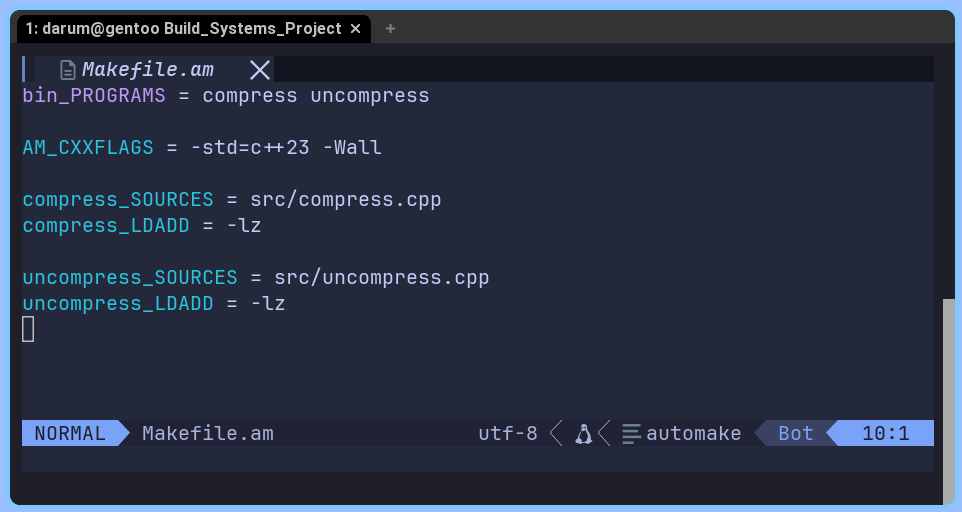 1: darum@gentoo Build_Systems_Project × +
Makefile.am
bin_PROGRAMS = compress uncompress
AM_CXXFLAGS = -std=c++23 -Wall
compress_SOURCES = src/compress.cpp
compress_LDADD = -lz
uncompress_SOURCES = src/uncompress.cpp
uncompress_LDADD = -lz
NORMAL Makefile.am utf-8 automake Bot 10:1